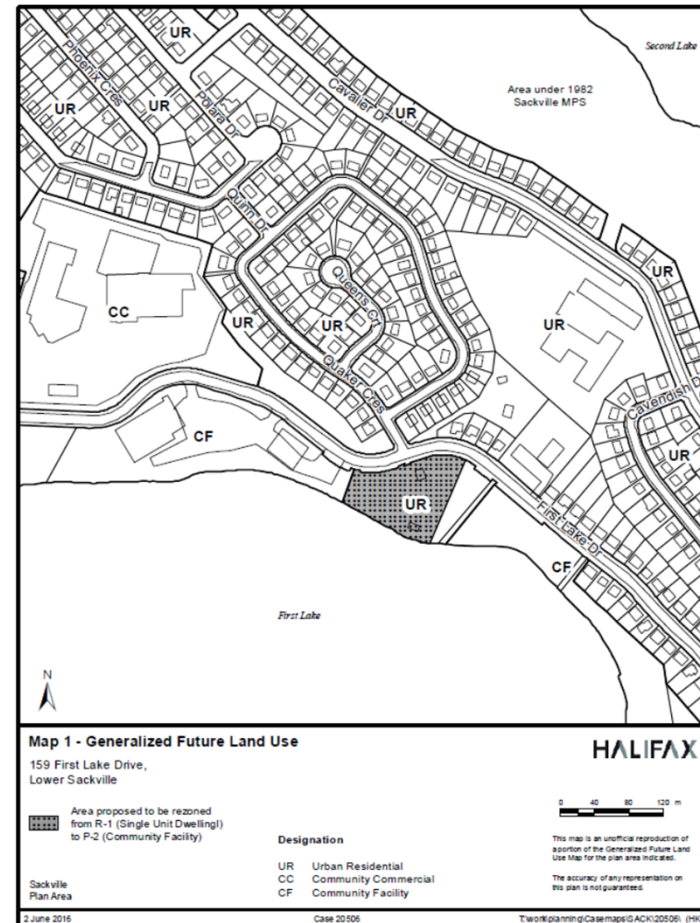 Second Lake
UR
Area under 1982
Sackville MPS
Phoenix Cres
Cavalier Dr
UR
UR
UR
Polara Dr
Quinn Dr
UR
Queens Crt
CC
UR
UR
UR
Quaker Cres
Cavendish
UR
CF
UR
First Lake Dr
CF
First Lake
N
Map 1 - Generalized Future Land Use
159 First Lake Drive,
Lower Sackville
HALIFAX
Area proposed to be rezoned
from R-1 (Single Unit Dwellingl)
to P-2 (Community Facility)
0 40 80 120 m
Designation
UR Urban Residential
CC Community Commercial
CF Community Facility
This map is an unofficial reproduction of
a portion of the Generalized Future Land
Use Map for the plan area indicated.
The accuracy of any representation on
this plan is not guaranteed.
Sackville
Plan Area
2 June 2016
Case 20506
T:\work\planning\Casemaps\SACK\20506\ (HK